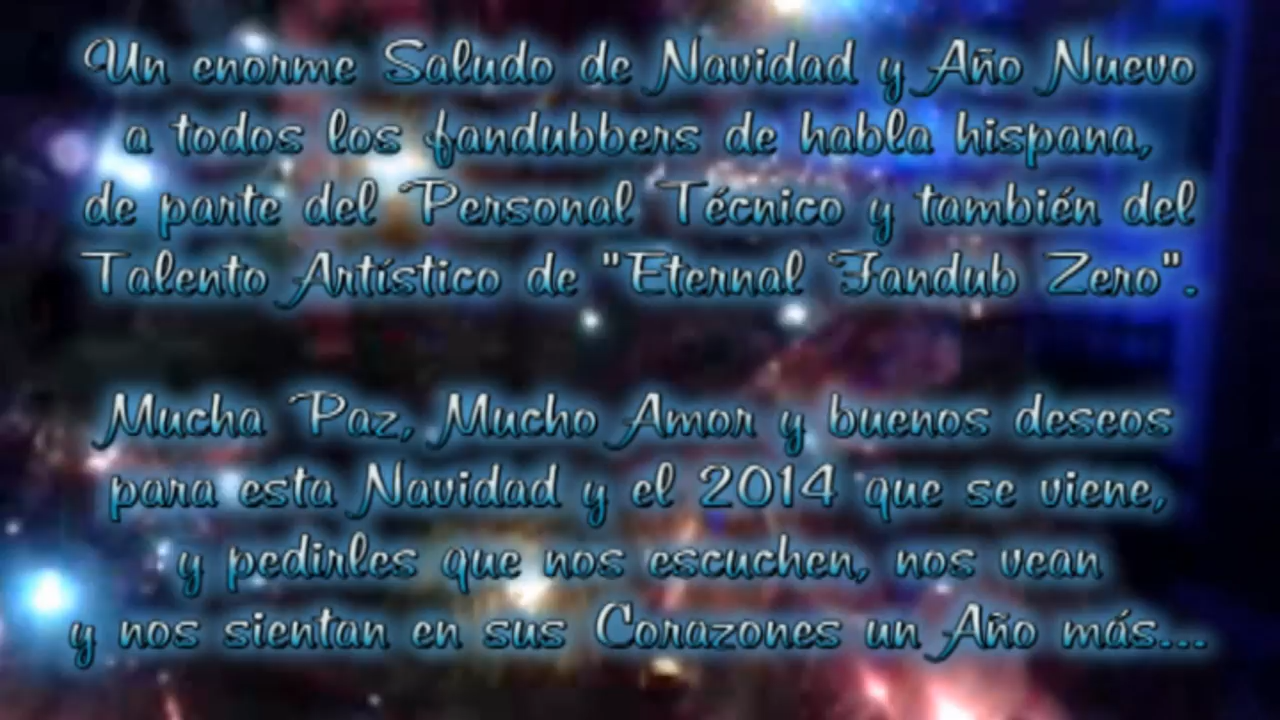 Un enorme Saludo de Navidad y Año Nuevo
a todos los fandubbers de habla hispana,
de parte del Personal Técnico y también del
Talento Artístico de "Eternal Fandub Zero".
Mucha Paz, Mucho Amor y buenos deseos
para esta Navidad y el 2014 que se viene,
y pedirles que nos escuchen, nos vean
y nos sientan en sus Corazones un Año más...